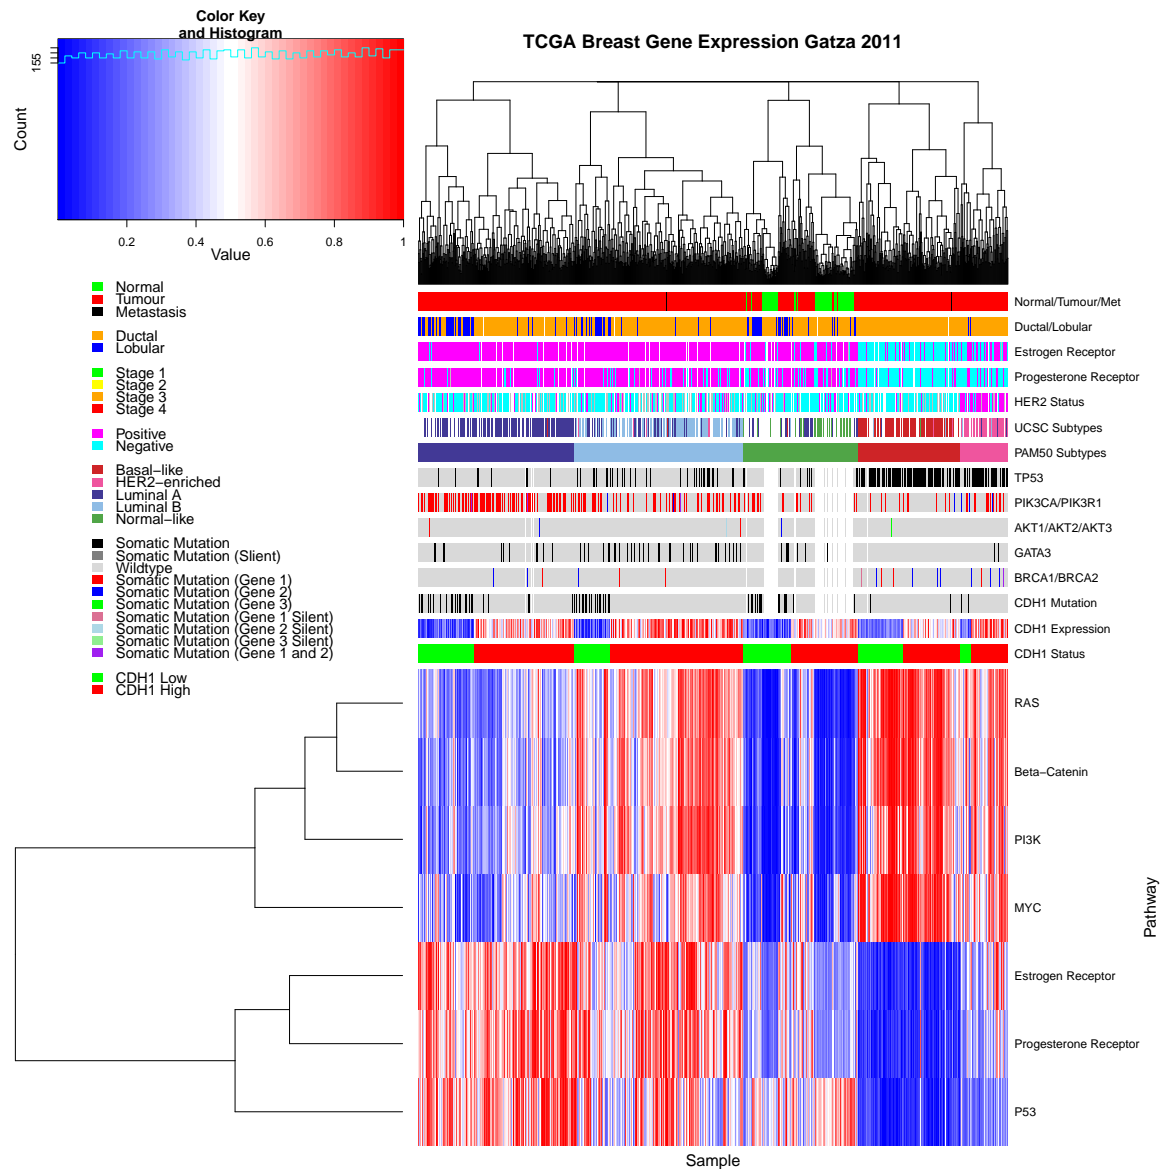 Color Key
and Histogram
Count
155
0.2
0.4
0.6
0.8
1
Value
TCGA Breast Gene Expression Gatza 2011
Normal
Tumour
Metastasis
Ductal
Lobular
Stage 1
Stage 2
Stage 3
Stage 4
Positive
Negative
Basal−like
HER2−enriched
Luminal A
Luminal B
Normal−like
Somatic Mutation
Somatic Mutation (Slient)
Wildtype
Somatic Mutation (Gene 1)
Somatic Mutation (Gene 2)
Somatic Mutation (Gene 3)
Somatic Mutation (Gene 1 Silent)
Somatic Mutation (Gene 2 Silent)
Somatic Mutation (Gene 3 Silent)
Somatic Mutation (Gene 1 and 2)
CDH1 Low
CDH1 High
Normal/Tumour/Met
Ductal/Lobular
Estrogen Receptor
Progesterone Receptor
HER2 Status
UCSC Subtypes
PAM50 Subtypes
TP53
PIK3CA/PIK3R1
AKT1/AKT2/AKT3
GATA3
BRCA1/BRCA2
CDH1 Mutation
CDH1 Expression
CDH1 Status
RAS
Beta−Catenin
PI3K
MYC
Estrogen Receptor
Progesterone Receptor
P53
Pathway
Sample